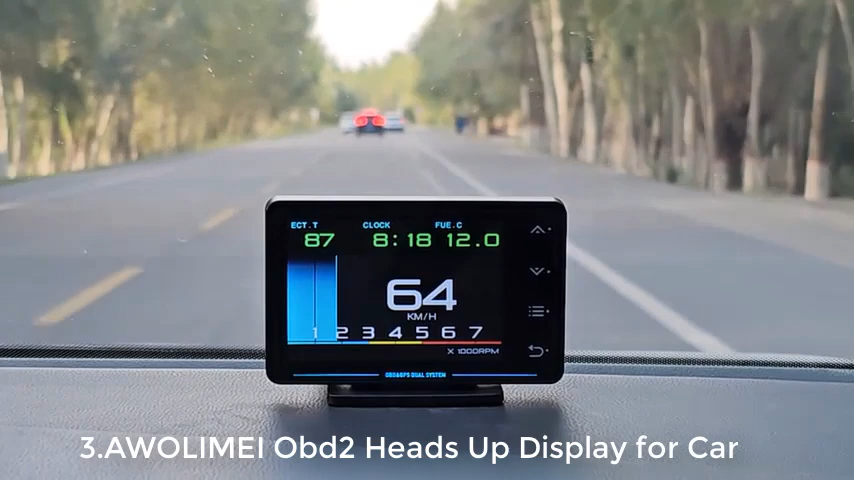 ECT.T CLOCK FUE.C
87 8:18 12.0
64
KM/H
1 2 3 4 5 6 7
X 1000RPM
OBD&GPS DUAL SYSTEM
3.AWOLIMEI Obd2 Heads Up Display for Car